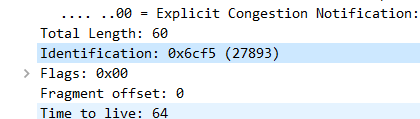 .... ..00 = Explicit Congestion Notification:
Total Length: 60
Identification: 0x6cf5 (27893)
Flags: 0x00
Fragment offset: 0
Time to live: 64